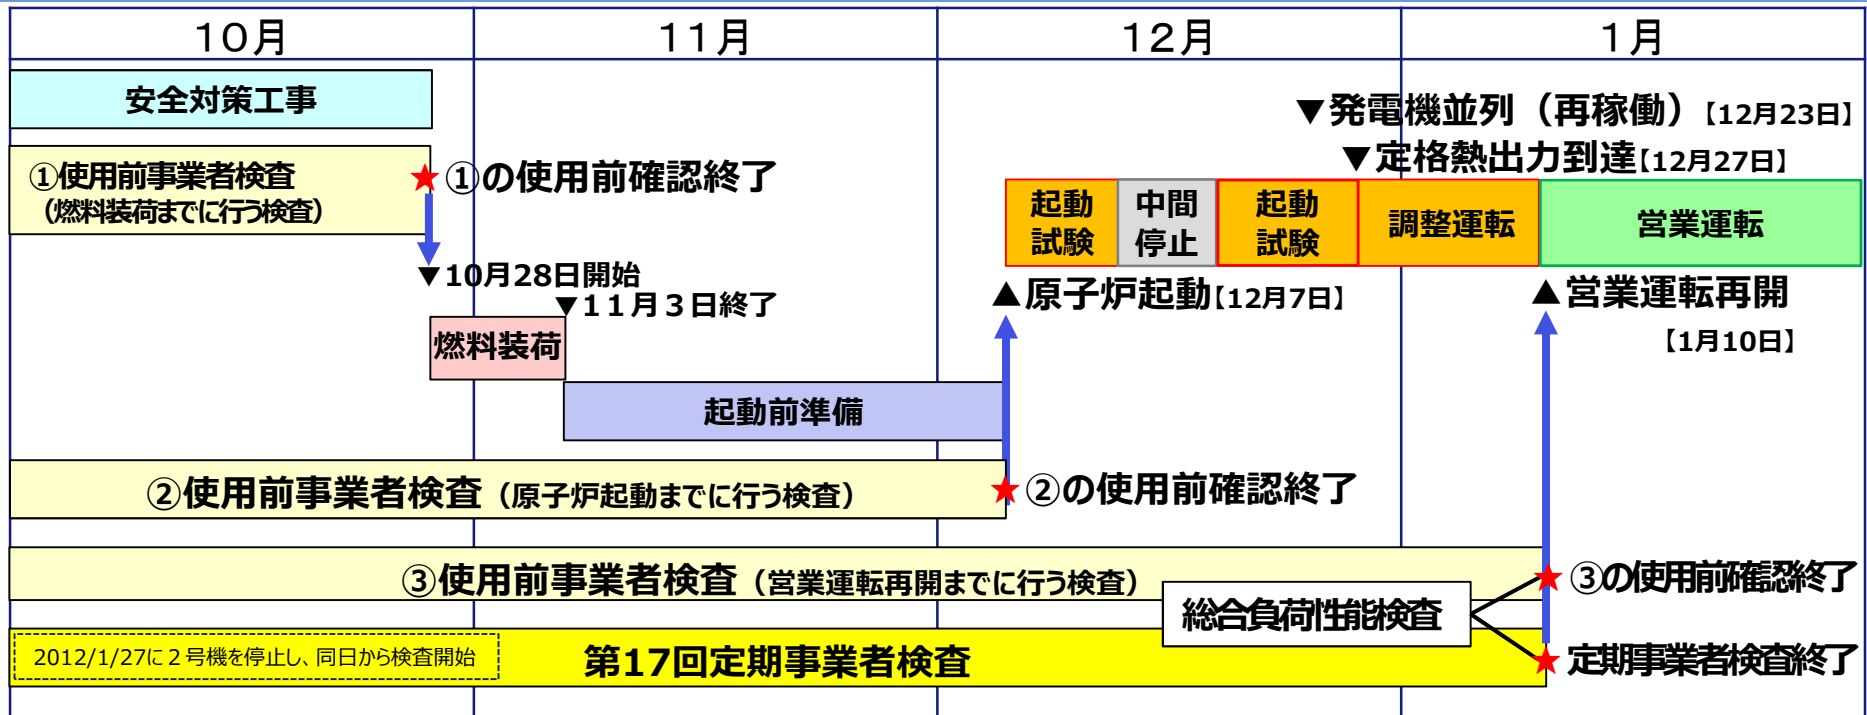 10月
11月
12月
1月
安全対策工事
▼発電機並列（再稼働）【12月23日】
▼定格熱出力到達【12月27日】
①使用前事業者検査
（燃料装荷までに行う検査）
★①の使用前確認終了
起動
試験
中間
停止
起動
試験
調整運転
営業運転
▼10月28日開始
▼11月３日終了
▲原子炉起動【12月7日】
▲営業運転再開
【1月10日】
燃料装荷
起動前準備
②使用前事業者検査（原子炉起動までに行う検査）
★②の使用前確認終了
③使用前事業者検査（営業運転再開までに行う検査）
★③の使用前確認終了
総合負荷性能検査
2012/1/27に２号機を停止し、同日から検査開始
第17回定期事業者検査
★定期事業者検査終了